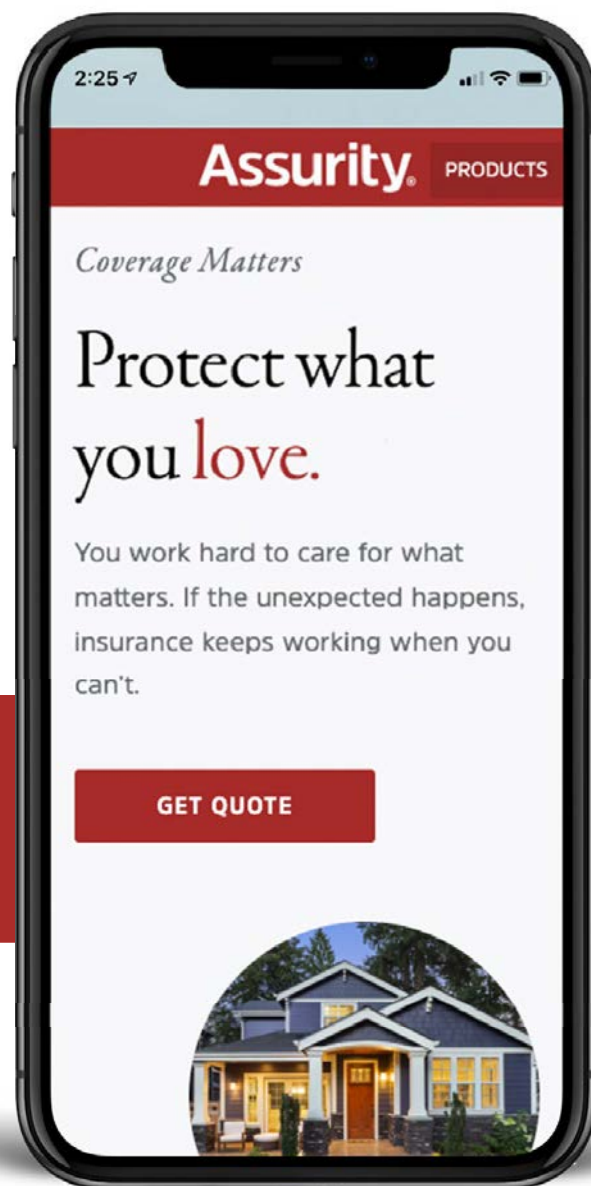 2:25
Assurity®
PRODUCTS
Coverage Matters
Protect what
you love.
You work hard to care for what
matters. If the unexpected happens,
insurance keeps working when you
can't.
GET QUOTE